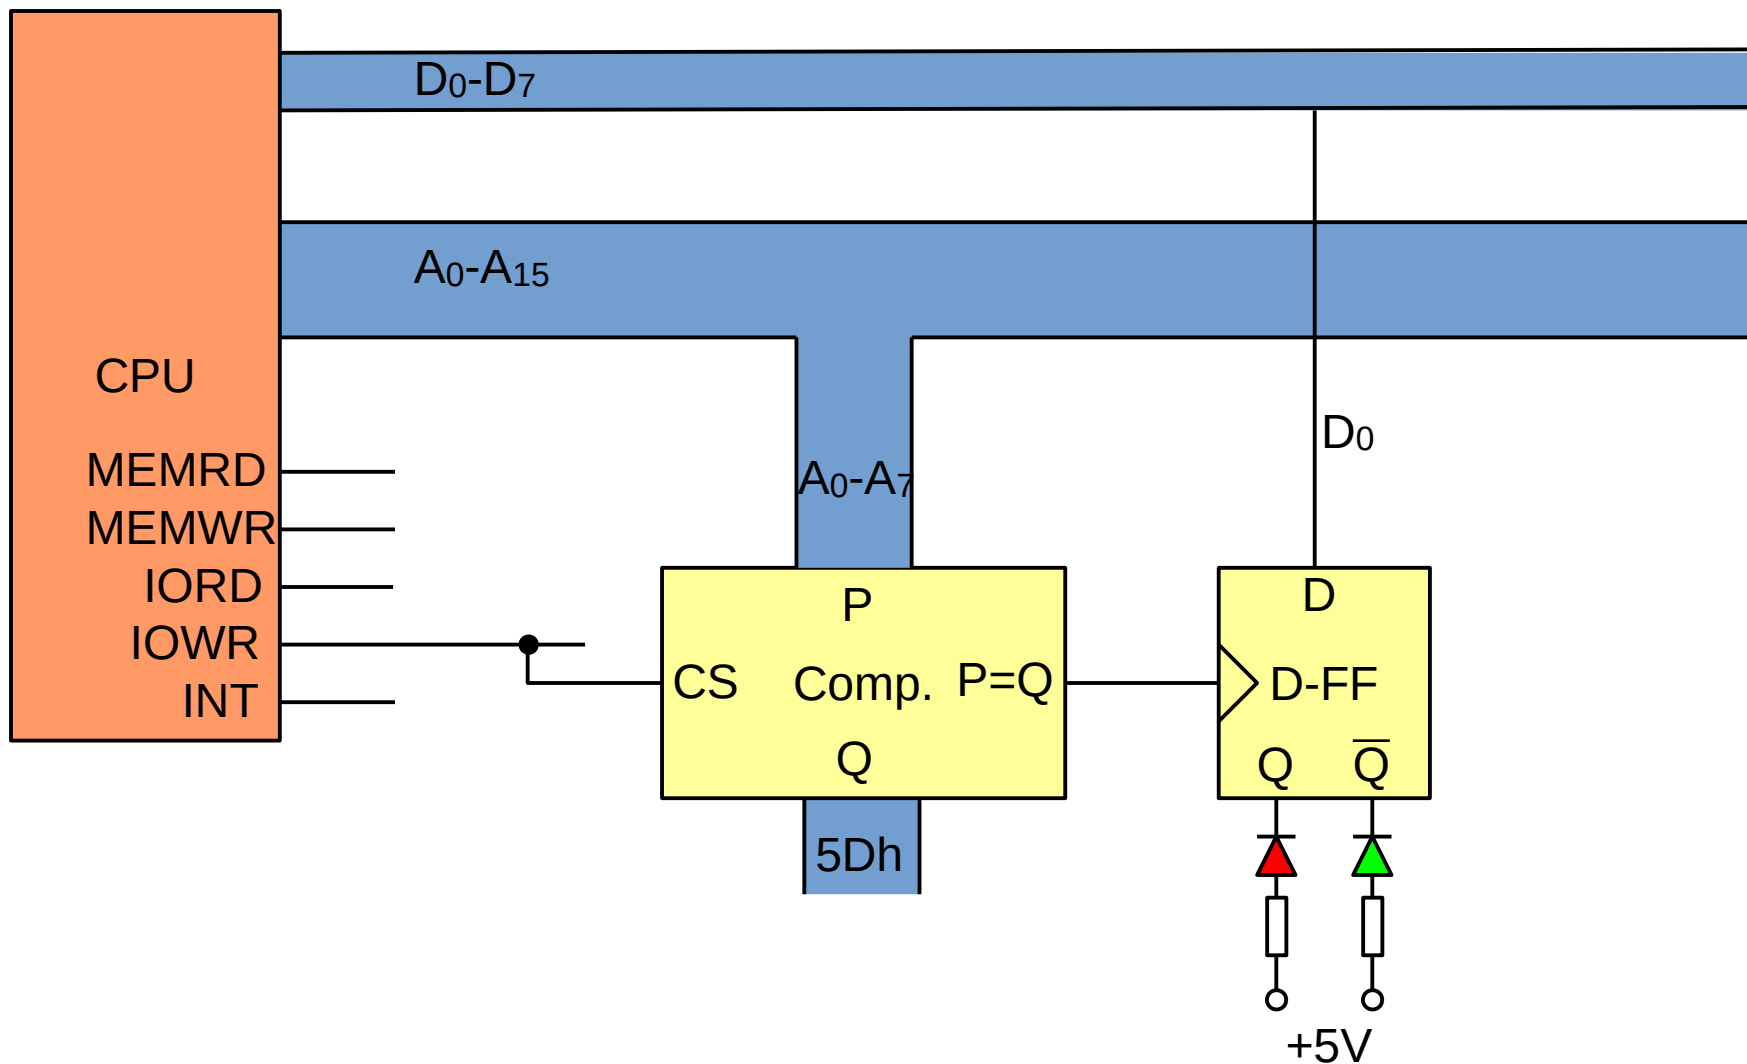 D₀-D₇
A₀-A₁₅
CPU
MEMRD
MEMWR
IORD
IOWR
INT
A₀-A₇
D₀
P
CS
Comp.
P=Q
Q
5Dh
D
D-FF
Q
Q̅
+5V